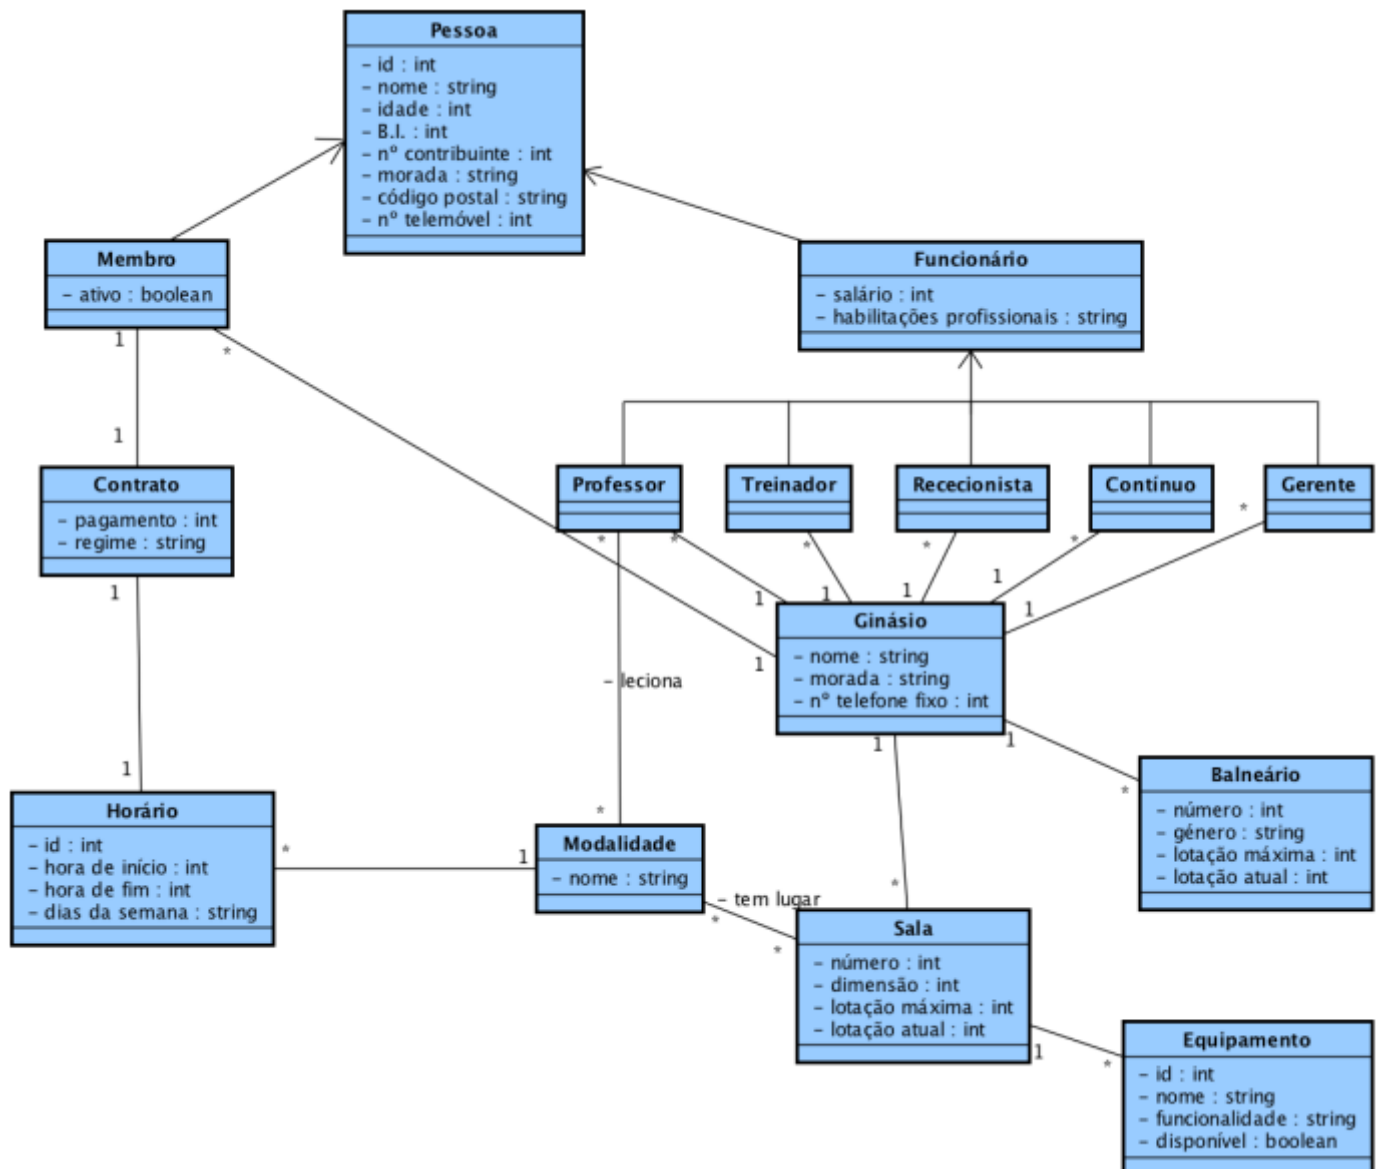 Pessoa
– id : int
– nome : string
– idade : int
– B.I. : int
– nº contribuinte : int
– morada : string
– código postal : string
– nº telemóvel : int
Membro
– ativo : boolean
Funcionário
– salário : int
– habilitações profissionais : string
1
*
1
Contrato
– pagamento : int
– regime : string
1
Professor
Treinador
Rececionista
Contínuo
Gerente
*
*
*
*
*
*
1
1
1
1
1
1
Ginásio
– nome : string
– morada : string
– nº telefone fixo : int
– leciona
1
1
1
*
Balneário
– número : int
– género : string
– lotação máxima : int
– lotação atual : int
Horário
– id : int
– hora de início : int
– hora de fim : int
– dias da semana : string
*
1
*
Modalidade
– nome : string
– tem lugar
*
*
*
Sala
– número : int
– dimensão : int
– lotação máxima : int
– lotação atual : int
1
*
Equipamento
– id : int
– nome : string
– funcionalidade : string
– disponível : boolean